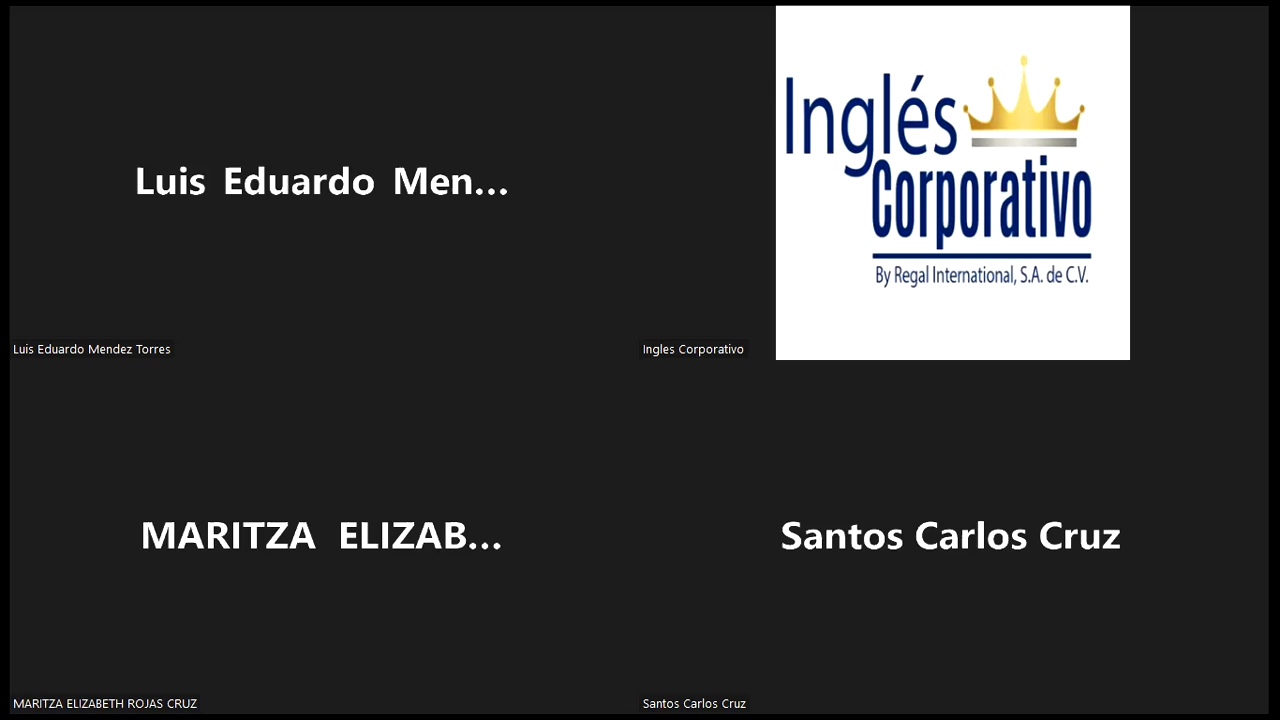 Luis Eduardo Men...
Inglés
Corporativo
By Regal International, S.A. de C.V.
Luis Eduardo Mendez Torres
Ingles Corporativo
MARITZA ELIZAB...
Santos Carlos Cruz
MARITZA ELIZABETH ROJAS CRUZ
Santos Carlos Cruz